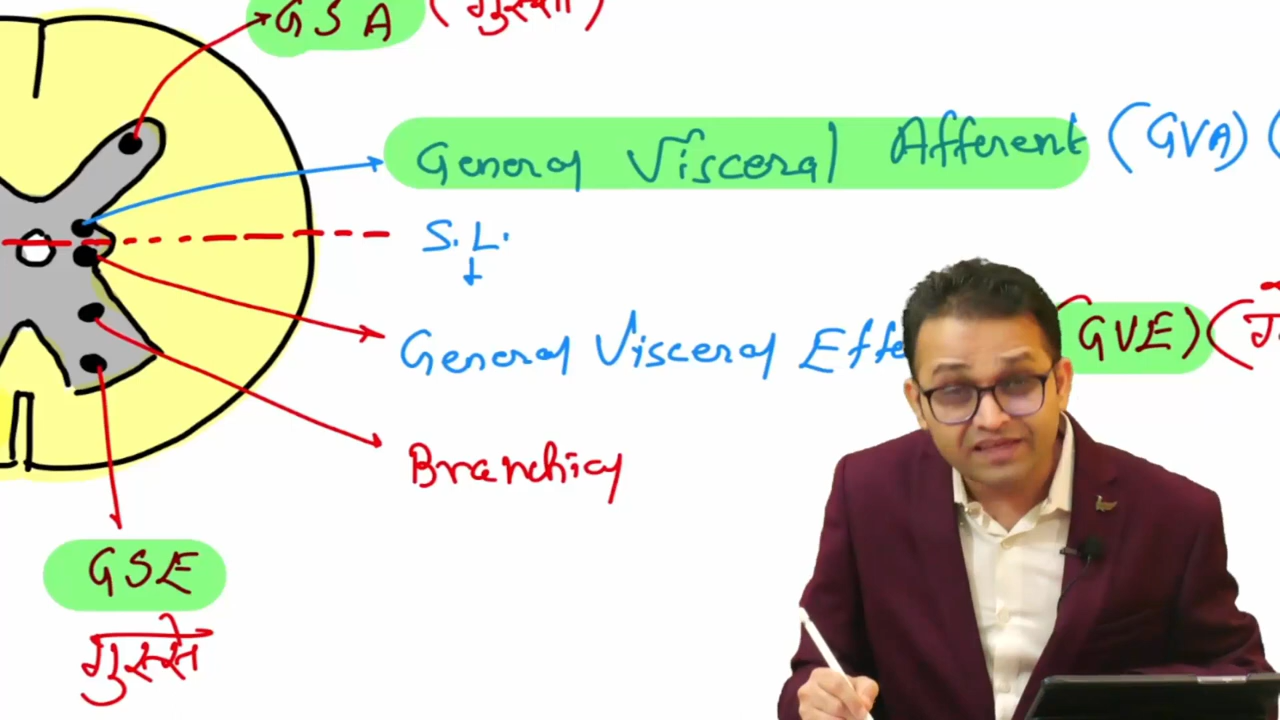 GSA (गुस्सा)
General Visceral Afferent (GVA) (
S.L.
General Visceral Effe GVE) (
Branchial
GSE
गुस्से